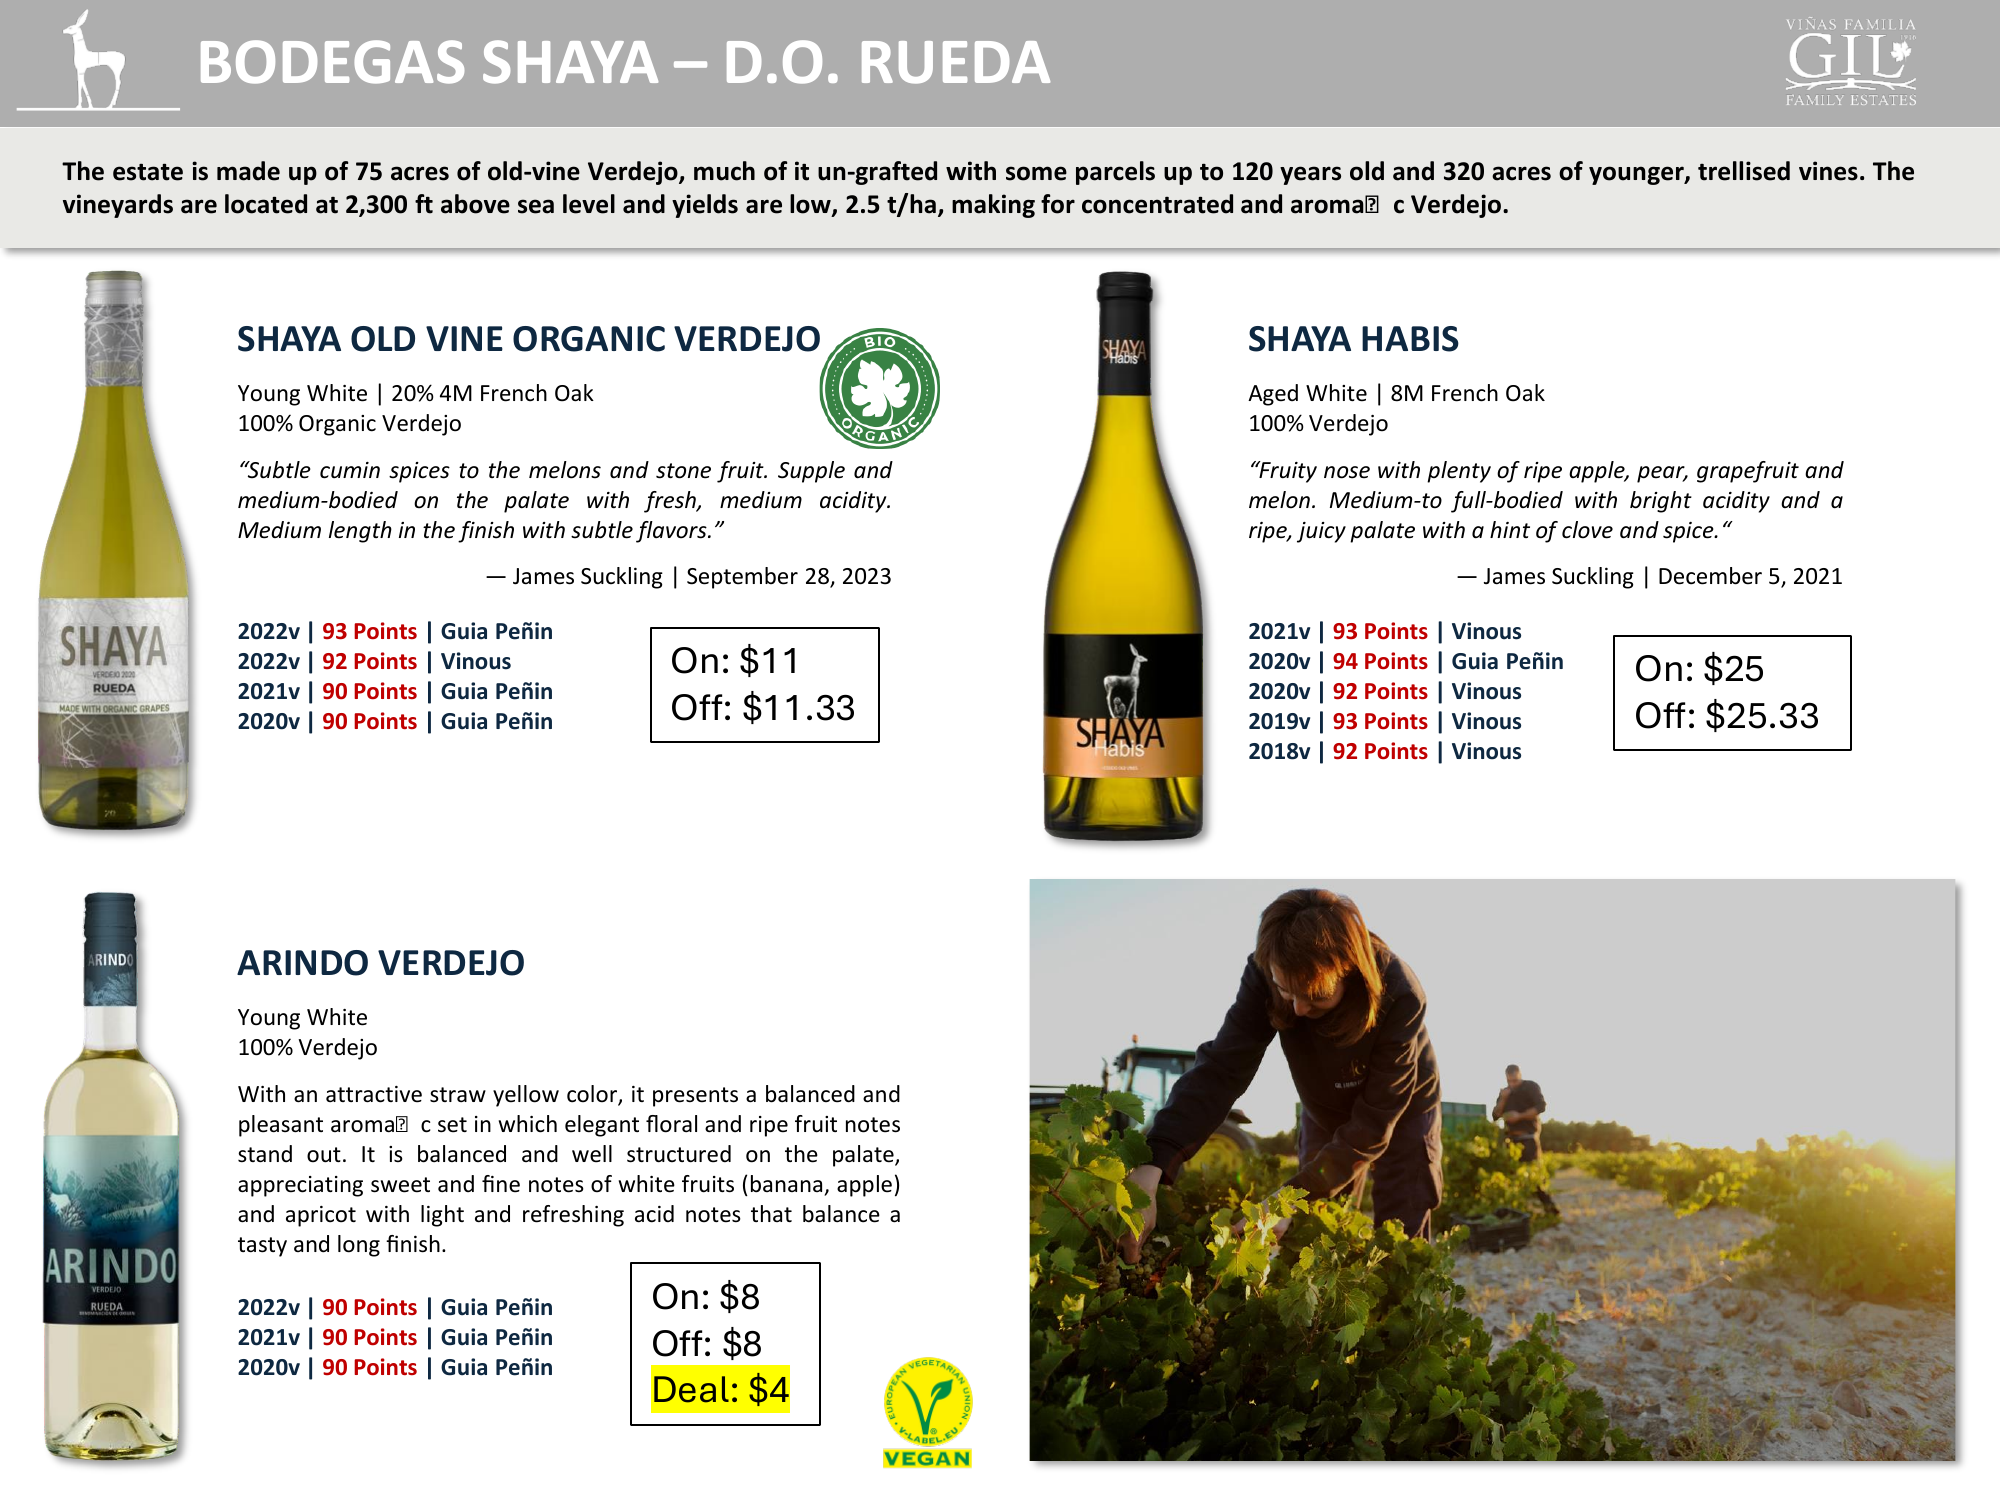 BODEGAS SHAYA – D.O. RUEDA
VIÑAS FAMILIA
GIL
1916
FAMILY ESTATES
The estate is made up of 75 acres of old-vine Verdejo, much of it un-grafted with some parcels up to 120 years old and 320 acres of younger, trellised vines. The
vineyards are located at 2,300 ft above sea level and yields are low, 2.5 t/ha, making for concentrated and aroma⍰ c Verdejo.
SHAYA OLD VINE ORGANIC VERDEJO
BIO
ORGANIC
Young White | 20% 4M French Oak
100% Organic Verdejo
“Subtle cumin spices to the melons and stone fruit. Supple and
medium-bodied on the palate with fresh, medium acidity.
Medium length in the finish with subtle flavors.”
— James Suckling | September 28, 2023
2022v | 93 Points | Guia Peñin
2022v | 92 Points | Vinous
2021v | 90 Points | Guia Peñin
2020v | 90 Points | Guia Peñin
On: $11
Off: $11.33
SHAYA
VERDEJO 2020
RUEDA
MADE WITH ORGANIC GRAPES
SHAYA HABIS
Aged White | 8M French Oak
100% Verdejo
“Fruity nose with plenty of ripe apple, pear, grapefruit and
melon. Medium-to full-bodied with bright acidity and a
ripe, juicy palate with a hint of clove and spice.“
— James Suckling | December 5, 2021
2021v | 93 Points | Vinous
2020v | 94 Points | Guia Peñin
2020v | 92 Points | Vinous
2019v | 93 Points | Vinous
2018v | 92 Points | Vinous
On: $25
Off: $25.33
SHAYA
Habis
SHAYA
Habis
ARINDO VERDEJO
Young White
100% Verdejo
With an attractive straw yellow color, it presents a balanced and
pleasant aroma⍰ c set in which elegant floral and ripe fruit notes
stand out. It is balanced and well structured on the palate,
appreciating sweet and fine notes of white fruits (banana, apple)
and apricot with light and refreshing acid notes that balance a
tasty and long finish.
2022v | 90 Points | Guia Peñin
2021v | 90 Points | Guia Peñin
2020v | 90 Points | Guia Peñin
On: $8
Off: $8
Deal: $4
ARINDO
ARINDO
VERDEJO
RUEDA
DENOMINACIÓN DE ORIGEN
EUROPEAN VEGETARIAN UNION
V-LABEL.EU
VEGAN